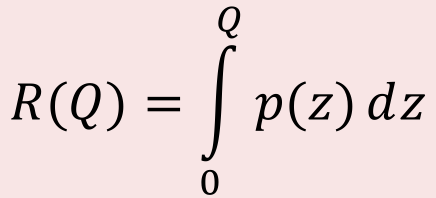 R(Q) = ∫₀^Q p(z) dz